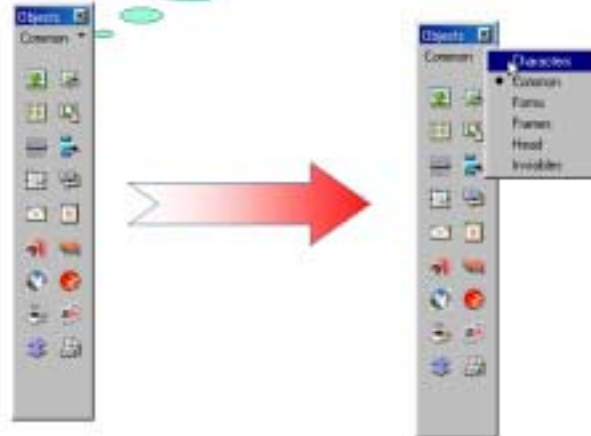 Objects
Common
Objects
Common
Characters
Common
Forms
Frames
Head
Invisibles